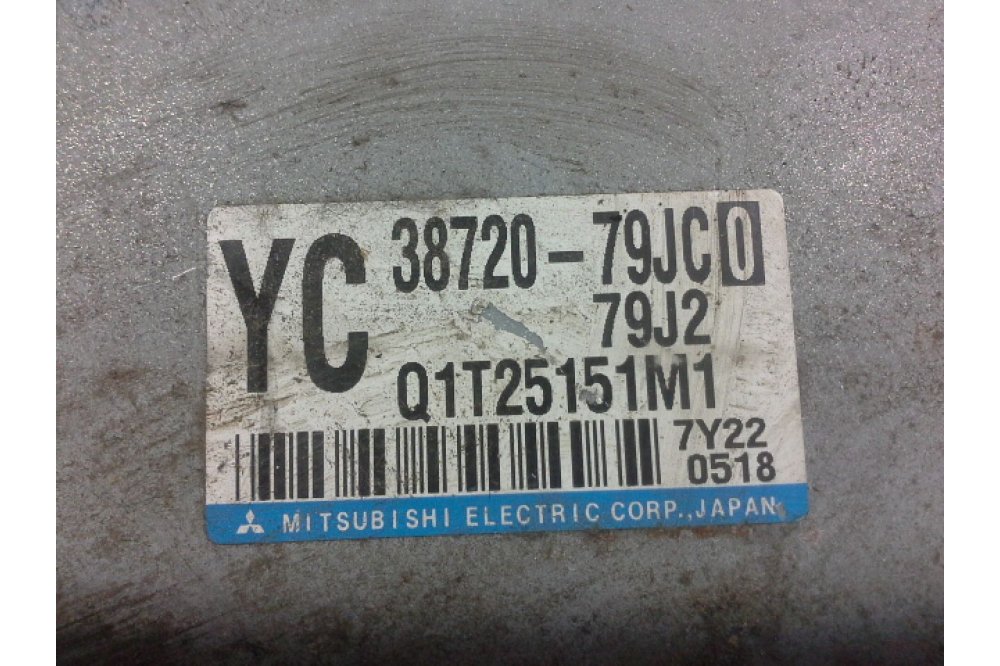 YC 38720-79JC0
79J2
Q1T25151M1
7Y22
0518
MITSUBISHI ELECTRIC CORP.,JAPAN